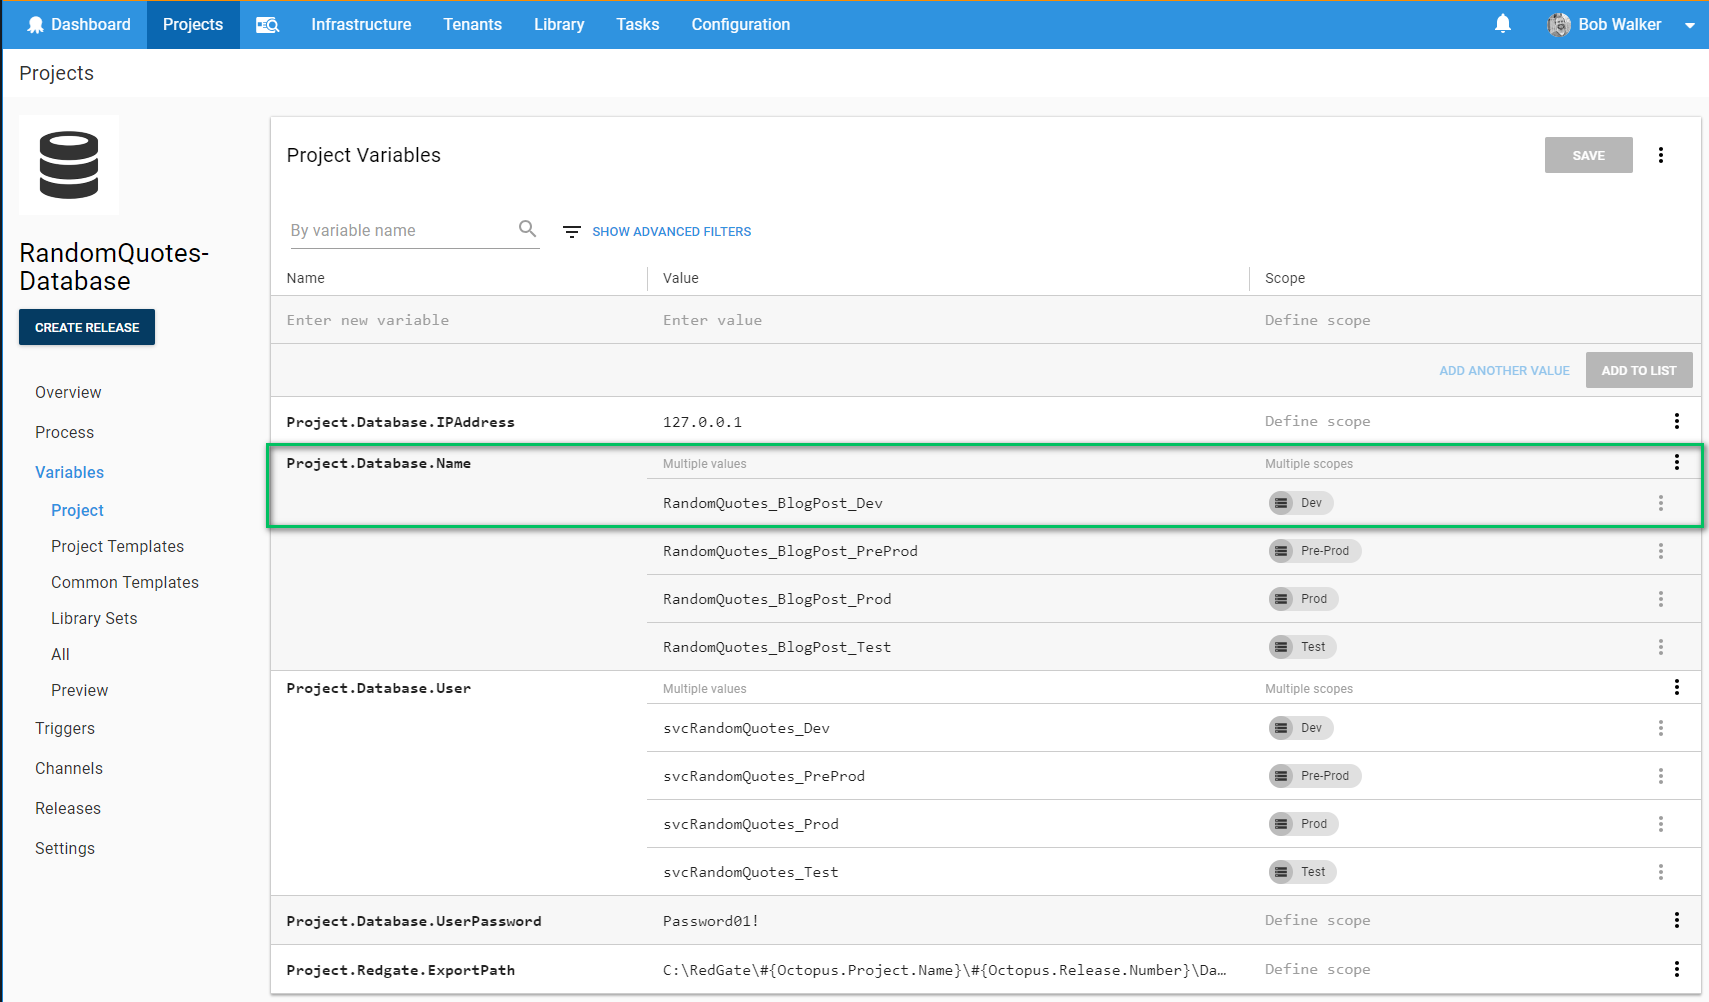 Dashboard Projects Infrastructure Tenants Library Tasks Configuration Bob Walker
Projects
RandomQuotes-
Database
CREATE RELEASE
Overview
Process
Variables
Project
Project Templates
Common Templates
Library Sets
All
Preview
Triggers
Channels
Releases
Settings
Project Variables SAVE
By variable name SHOW ADVANCED FILTERS
Name Value Scope
Enter new variable Enter value Define scope
ADD ANOTHER VALUE ADD TO LIST
Project.Database.IPAddress 127.0.0.1 Define scope
Project.Database.Name Multiple values Multiple scopes
RandomQuotes_BlogPost_Dev Dev
RandomQuotes_BlogPost_PreProd Pre-Prod
RandomQuotes_BlogPost_Prod Prod
RandomQuotes_BlogPost_Test Test
Project.Database.User Multiple values Multiple scopes
svcRandomQuotes_Dev Dev
svcRandomQuotes_PreProd Pre-Prod
svcRandomQuotes_Prod Prod
svcRandomQuotes_Test Test
Project.Database.UserPassword Password01! Define scope
Project.Redgate.ExportPath C:\RedGate\#{Octopus.Project.Name}\#{Octopus.Release.Number}\Da… Define scope